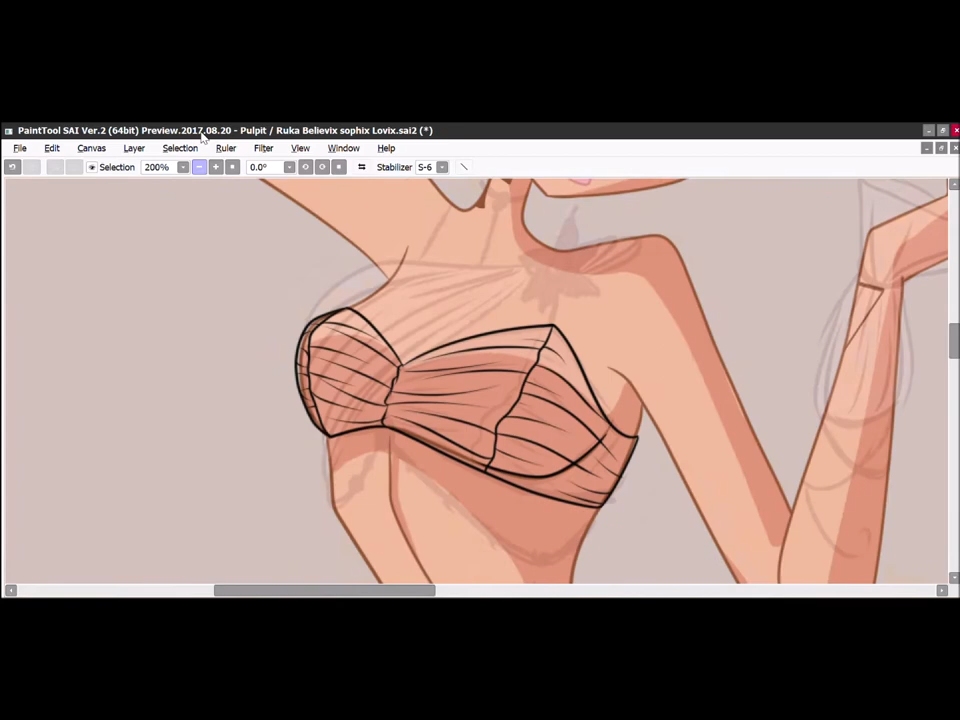 PaintTool SAI Ver.2 (64bit) Preview.2017.08.20 - Pulpit / Ruka Believix sophix Lovix.sai2 (*)
File Edit Canvas Layer Selection Ruler Filter View Window Help
Selection 200% 0.0° Stabilizer S-6